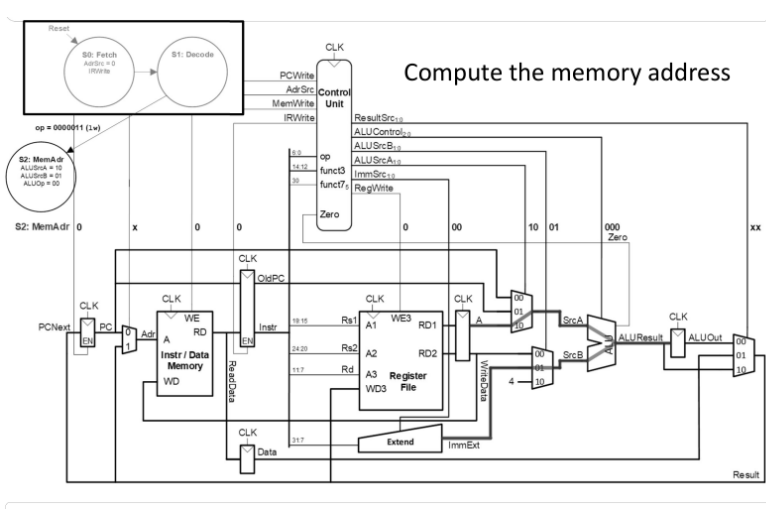 Reset
S0: Fetch
AdrSrc = 0
IRWrite
S1: Decode
op = 0000011 (lw)
S2: MemAdr
ALUSrcA = 10
ALUSrcB = 01
ALUOp = 00
Compute the memory address
CLK
PCWrite
AdrSrc
MemWrite
IRWrite
Control
Unit
ResultSrc1:0
ALUControl2:0
ALUSrcB1:0
ALUSrcA1:0
ImmSrc1:0
RegWrite
6:0
op
14:12
funct3
30
funct75
Zero
S2: MemAdr 0 x 0 0 0 00 10 01 000 xx
Zero
CLK
PCNext
EN
PC
0
1
Adr
CLK
WE
A
RD
Instr / Data
Memory
WD
CLK
OldPC
EN
Instr
ReadData
CLK
Data
19:15
Rs1
24:20
Rs2
11:7
Rd
31:7
CLK
WE3
A1
RD1
A2
RD2
A3
WD3
Register
File
CLK
A
WriteData
Extend
ImmExt
00
01
10
SrcA
00
01
10
4
SrcB
ALU
ALUResult
CLK
ALUOut
00
01
10
Result